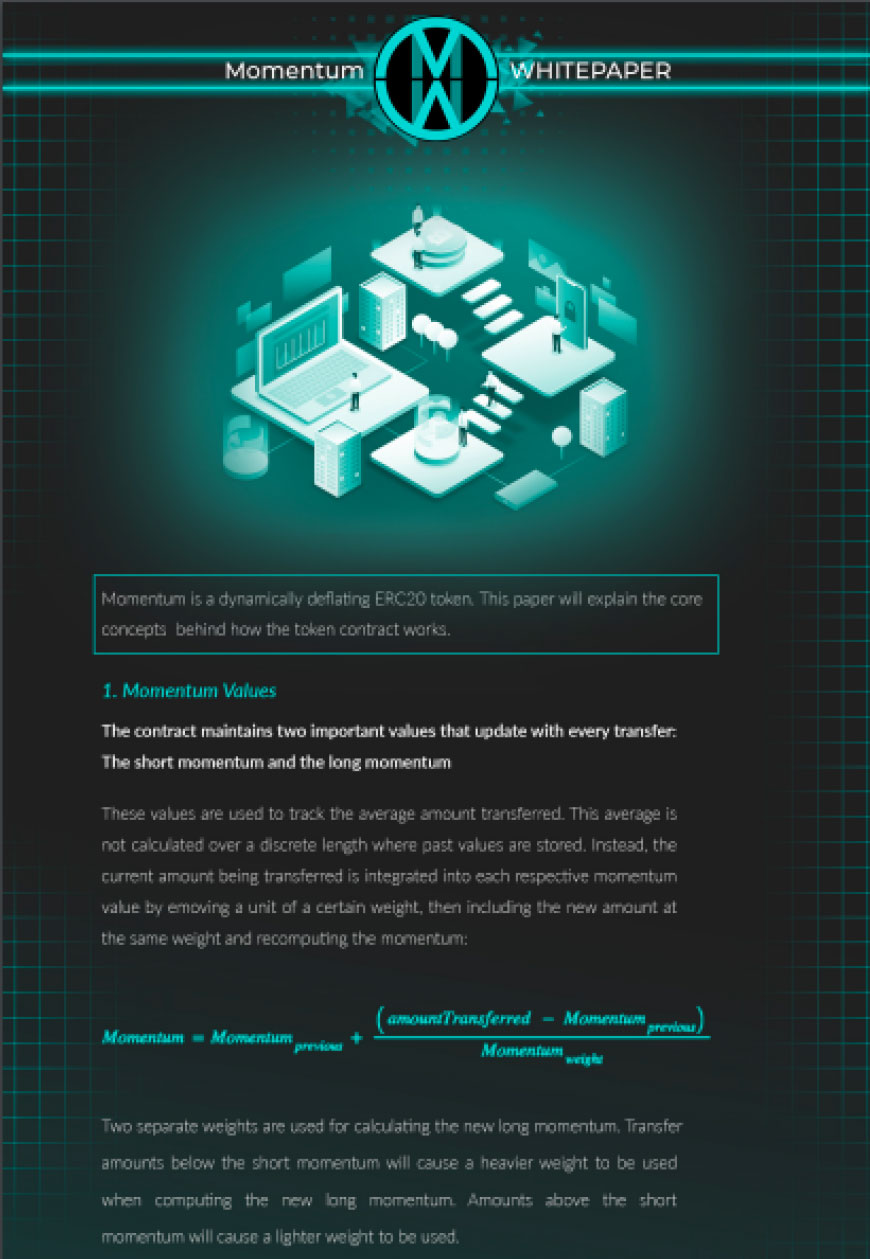 Momentum WHITEPAPER
Momentum is a dynamically deflating ERC20 token. This paper will explain the core
concepts behind how the token contract works.
1. Momentum Values
The contract maintains two important values that update with every transfer:
The short momentum and the long momentum
These values are used to track the average amount transferred. This average is
not calculated over a discrete length where past values are stored. Instead, the
current amount being transferred is integrated into each respective momentum
value by emoving a unit of a certain weight, then including the new amount at
the same weight and recomputing the momentum:
(amountTransferred − Momentum previous)
Momentum = Momentum previous +
Momentum weight
Two separate weights are used for calculating the new long momentum. Transfer
amounts below the short momentum will cause a heavier weight to be used
when computing the new long momentum. Amounts above the short
momentum will cause a lighter weight to be used.